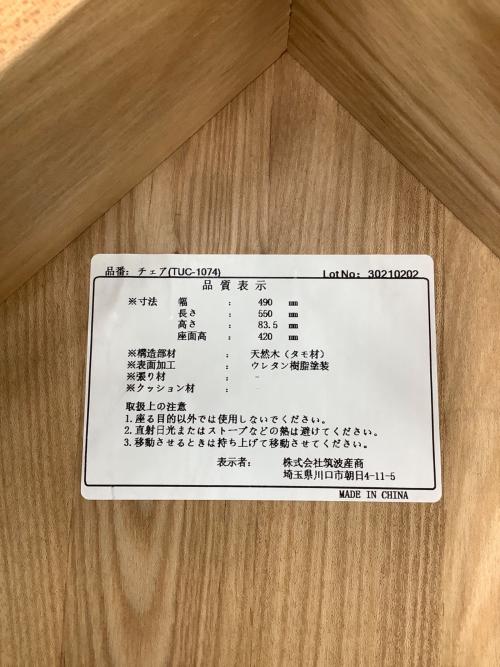 品番: チェア(TUC-1074) Lot No: 30210202
品質表示
※寸法 幅 : 490 mm
長さ : 550 mm
高さ : 83.5 mm
座面高 : 420 mm
※構造部材 : 天然木(タモ材)
※表面加工 : ウレタン樹脂塗装
※張り材 : -
※クッション材 : -
取扱上の注意
1.座る目的以外では使用しないでください。
2.直射日光またはストーブなどの熱は避けてください。
3.移動させるときは持ち上げて移動させてください。
表示者: 株式会社筑波産商
埼玉県川口市朝日4-11-5
MADE IN CHINA